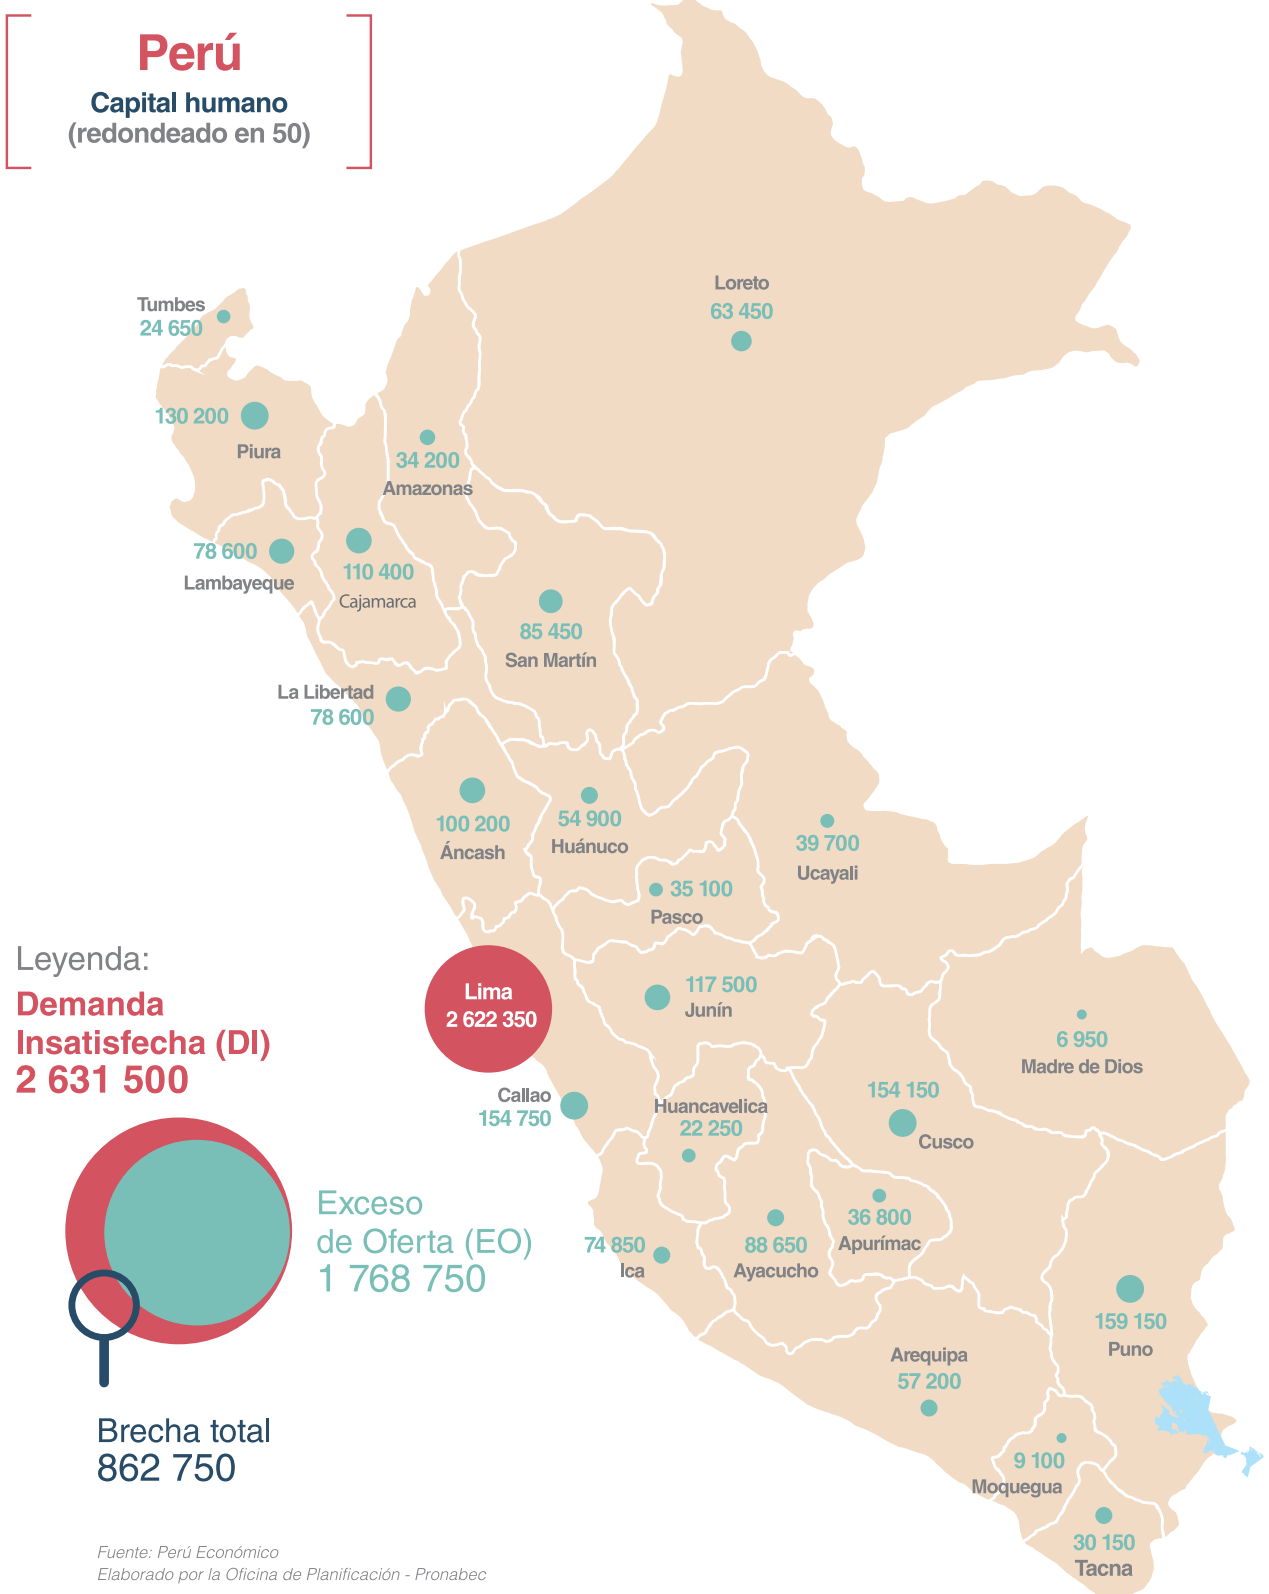 Perú
Capital humano
(redondeado en 50)
Loreto
63 450
Tumbes
24 650
130 200
Piura
34 200
Amazonas
78 600
Lambayeque
110 400
Cajamarca
85 450
San Martín
La Libertad
78 600
100 200
Áncash
54 900
Huánuco
39 700
Ucayali
35 100
Pasco
Lima
2 622 350
117 500
Junín
6 950
Madre de Dios
Callao
154 750
Huancavelica
22 250
154 150
Cusco
36 800
Apurímac
74 850
Ica
88 650
Ayacucho
159 150
Puno
Arequipa
57 200
9 100
Moquegua
30 150
Tacna
Leyenda:
Demanda
Insatisfecha (DI)
2 631 500
Exceso
de Oferta (EO)
1 768 750
Brecha total
862 750
Fuente: Perú Económico
Elaborado por la Oficina de Planificación - Pronabec